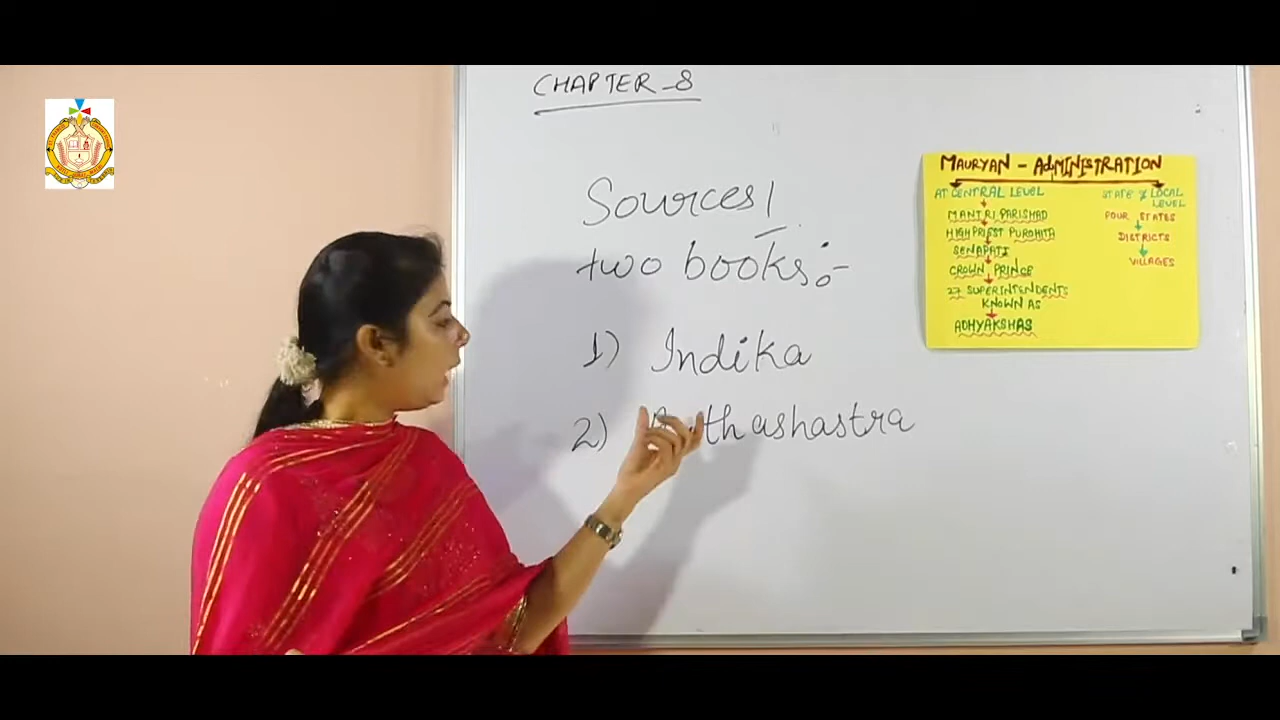 CHAPTER-8
Sources/
two books:-
1) Indika
2) Arthashastra
MAURYAN - ADMINISTRATION
AT CENTRAL LEVEL
MANTRI PARISHAD
HIGH PRIEST PUROHITA
SENAPATI
CROWN PRINCE
27 SUPERINTENDENTS
KNOWN AS
ADHYAKSHAS
STATE & LOCAL
LEVEL
FOUR STATES
DISTRICTS
VILLAGES